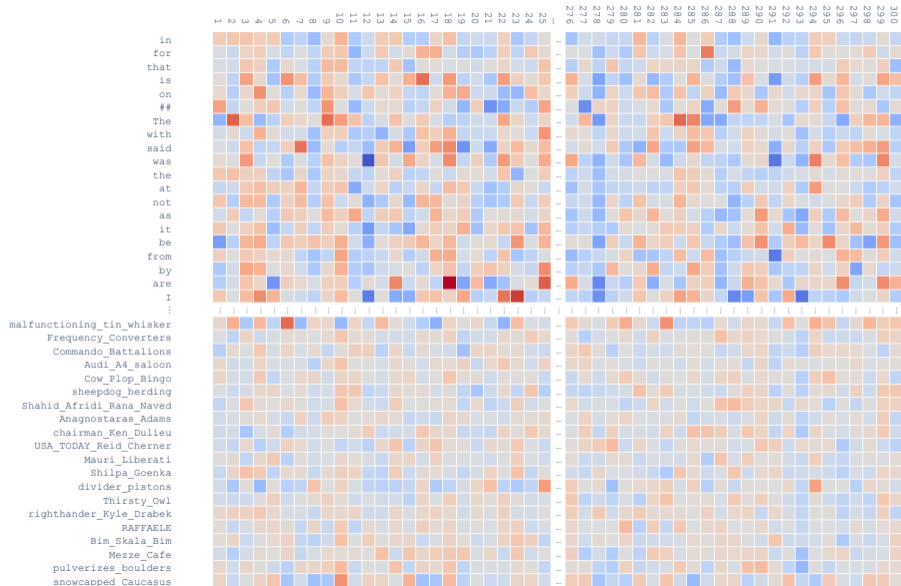 1 2 3 4 5 6 7 8 9 10 11 12 13 14 15 16 17 18 19 20 21 22 23 24 25 ... 276 277 278 279 280 281 282 283 284 285 286 287 288 289 290 291 292 293 294 295 296 297 298 299 300
in
for
that
is
on
##
The
with
said
was
the
at
not
as
it
be
from
by
are
I
⋮
malfunctioning_tin_whisker
Frequency_Converters
Commando_Battalions
Audi_A4_saloon
Cow_Plop_Bingo
sheepdog_herding
Shahid_Afridi_Rana_Naved
Anagnostaras_Adams
chairman_Ken_Dulieu
USA_TODAY_Reid_Cherner
Mauri_Liberati
Shilpa_Goenka
divider_pistons
Thirsty_Owl
righthander_Kyle_Drabek
RAFFAELE
Bim_Skala_Bim
Mezze_Cafe
pulverizes_boulders
snowcapped_Caucasus